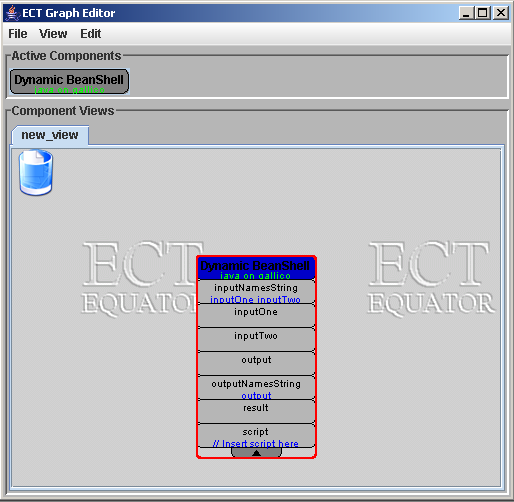 ECT Graph Editor
File View Edit
Active Components
Dynamic BeanShell
java on gallico
Component Views
new_view
ECT ECT
EQUATOR EQUATOR
Dynamic BeanShell
java on gallico
inputNamesString
inputOne inputTwo
inputOne
inputTwo
output
outputNamesString
output
result
script
// Insert script here